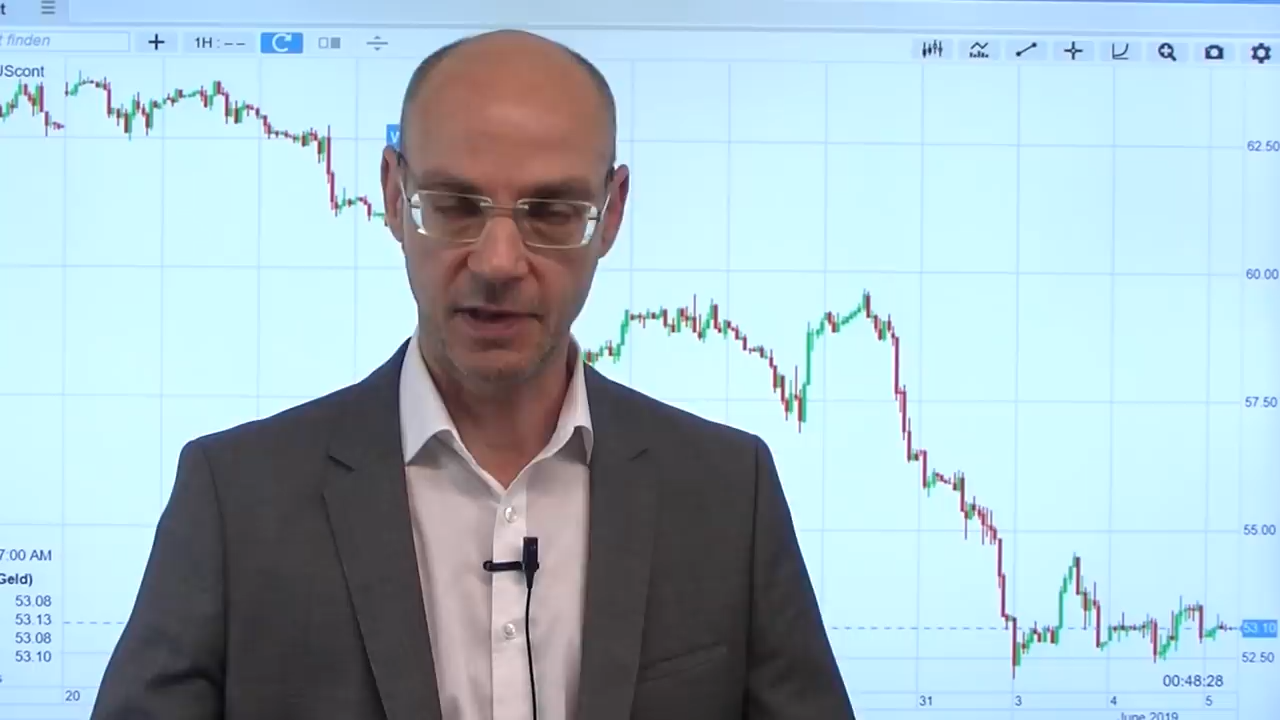 t
t finden
1H : --
JScont
62.50
60.00
57.50
55.00
7:00 AM
Geld)
53.08
53.13
53.08
53.10
53.10
52.50
00:48:28
20
31
3
4
5
June 2019